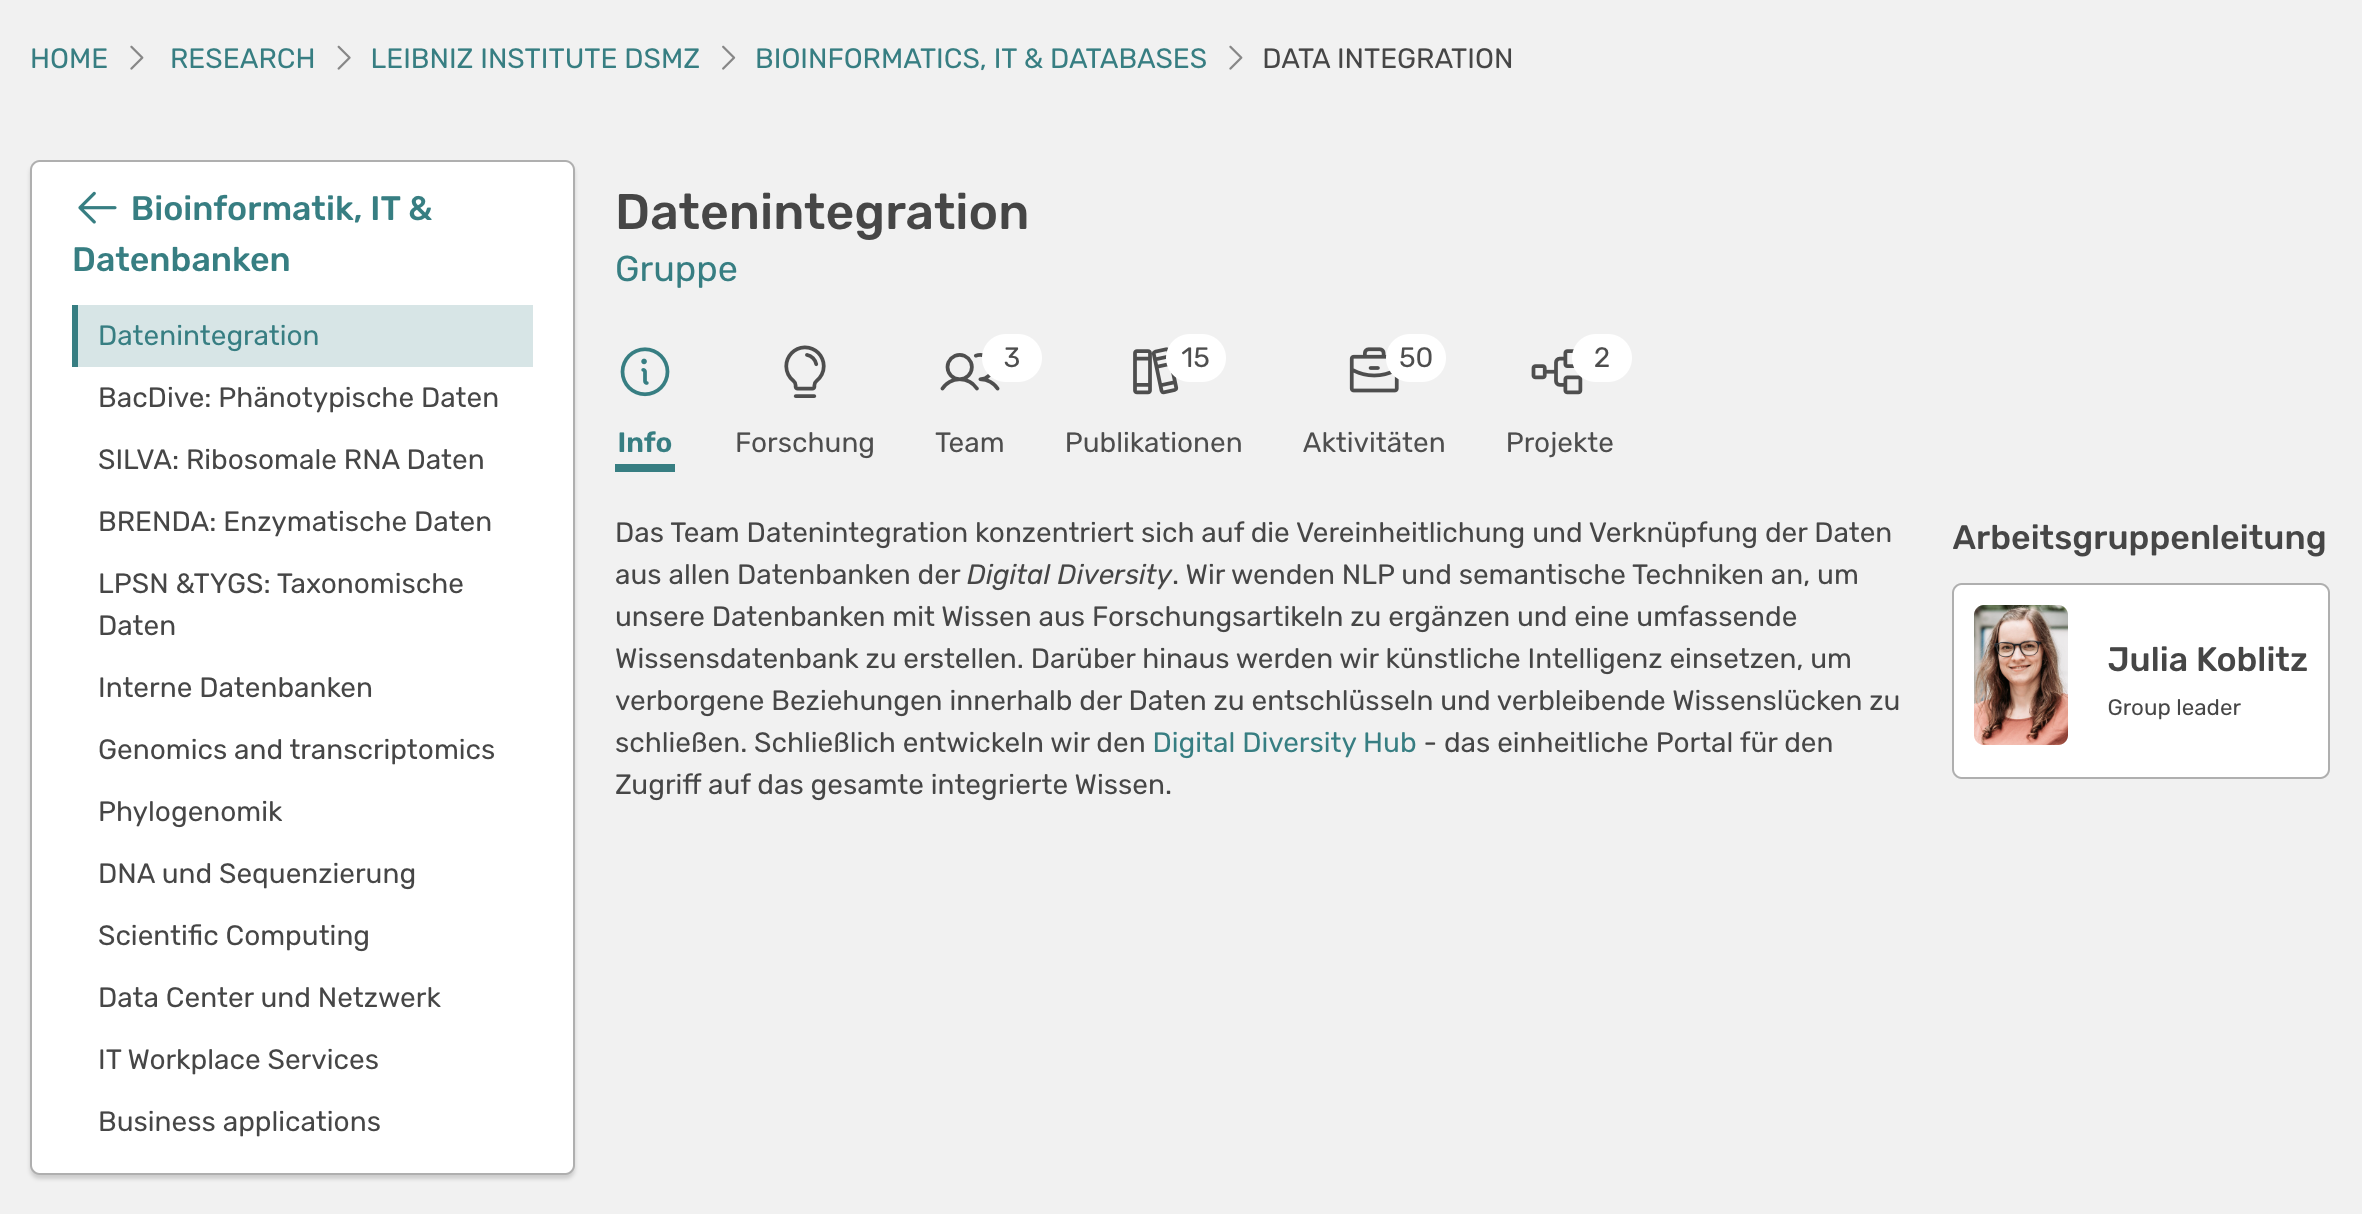 HOME > RESEARCH > LEIBNIZ INSTITUTE DSMZ > BIOINFORMATICS, IT & DATABASES > DATA INTEGRATION
Bioinformatik, IT &
Datenbanken
Datenintegration
BacDive: Phänotypische Daten
SILVA: Ribosomale RNA Daten
BRENDA: Enzymatische Daten
LPSN &TYGS: Taxonomische
Daten
Interne Datenbanken
Genomics and transcriptomics
Phylogenomik
DNA und Sequenzierung
Scientific Computing
Data Center und Netzwerk
IT Workplace Services
Business applications
Datenintegration
Gruppe
3 15 50 2
Info Forschung Team Publikationen Aktivitäten Projekte
Das Team Datenintegration konzentriert sich auf die Vereinheitlichung und Verknüpfung der Daten
aus allen Datenbanken der Digital Diversity. Wir wenden NLP und semantische Techniken an, um
unsere Datenbanken mit Wissen aus Forschungsartikeln zu ergänzen und eine umfassende
Wissensdatenbank zu erstellen. Darüber hinaus werden wir künstliche Intelligenz einsetzen, um
verborgene Beziehungen innerhalb der Daten zu entschlüsseln und verbleibende Wissenslücken zu
schließen. Schließlich entwickeln wir den Digital Diversity Hub - das einheitliche Portal für den
Zugriff auf das gesamte integrierte Wissen.
Arbeitsgruppenleitung
Julia Koblitz
Group leader